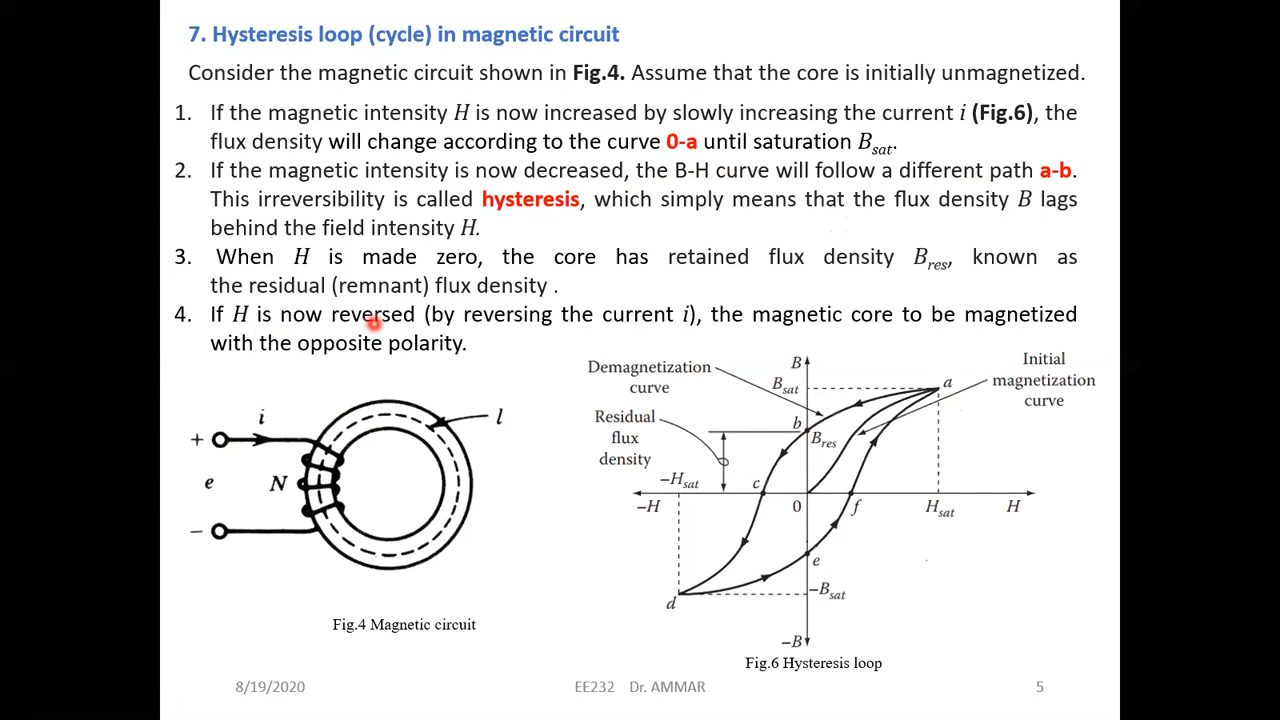 7. Hysteresis loop (cycle) in magnetic circuit
Consider the magnetic circuit shown in Fig.4. Assume that the core is initially unmagnetized.
1. If the magnetic intensity H is now increased by slowly increasing the current i (Fig.6), the
flux density will change according to the curve 0-a until saturation Bsat.
2. If the magnetic intensity is now decreased, the B-H curve will follow a different path a-b.
This irreversibility is called hysteresis, which simply means that the flux density B lags
behind the field intensity H.
3. When H is made zero, the core has retained flux density Bres, known as
the residual (remnant) flux density .
4. If H is now reversed (by reversing the current i), the magnetic core to be magnetized
with the opposite polarity.
i
l
+
e
N
−
Fig.4 Magnetic circuit
Demagnetization
curve
B
Bsat
a
Initial
magnetization
curve
Residual
flux
density
b
Bres
−Hsat
c
−H
0
f
Hsat
H
e
d
−Bsat
−B
Fig.6 Hysteresis loop
8/19/2020
EE232 Dr. AMMAR
5